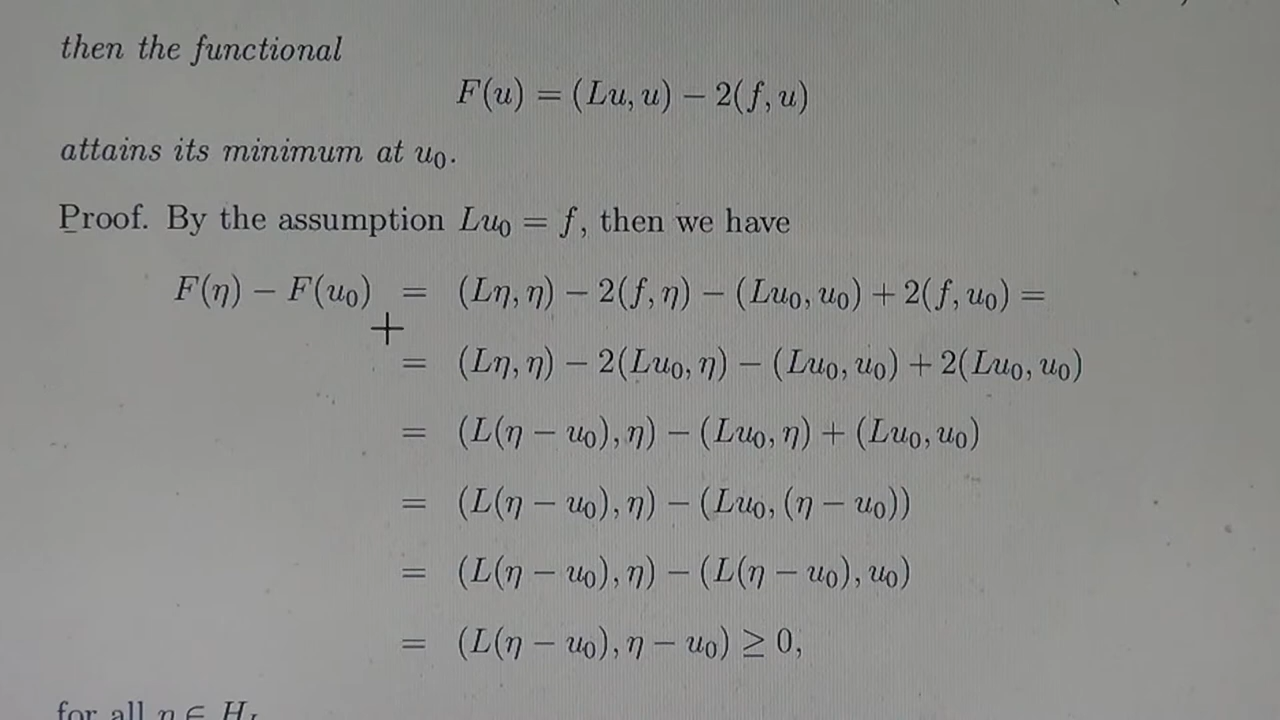 then the functional
F(u) = (Lu, u) − 2(f, u)
attains its minimum at u₀.
Proof. By the assumption Lu₀ = f, then we have
F(η) − F(u₀) = (Lη, η) − 2(f, η) − (Lu₀, u₀) + 2(f, u₀) =
= (Lη, η) − 2(Lu₀, η) − (Lu₀, u₀) + 2(Lu₀, u₀)
= (L(η − u₀), η) − (Lu₀, η) + (Lu₀, u₀)
= (L(η − u₀), η) − (Lu₀, (η − u₀))
= (L(η − u₀), η) − (L(η − u₀), u₀)
= (L(η − u₀), η − u₀) ≥ 0,
for all η ∈ H